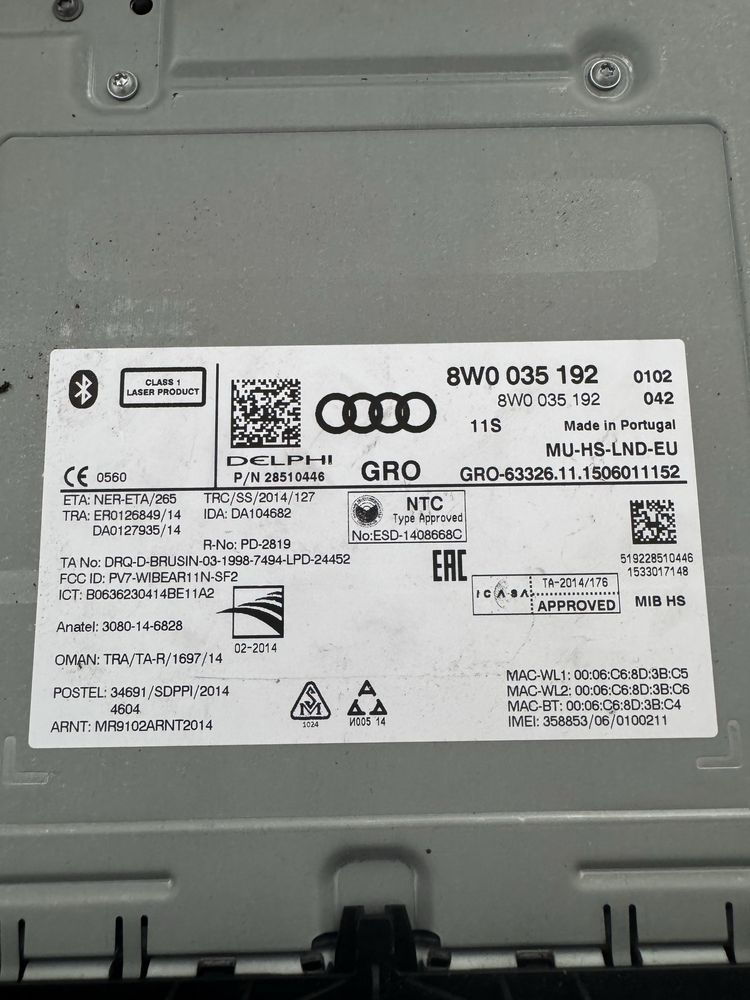 CLASS 1
LASER PRODUCT
8W0 035 192 0102
8W0 035 192 042
11S Made in Portugal
DELPHI
MU-HS-LND-EU
CE 0560
P/N 28510446
GRO
GRO-63326.11.1506011152
ETA: NER-ETA/265
TRC/SS/2014/127
TRA: ER0126849/14
IDA: DA104682
DA0127935/14
NTC
Type Approved
No:ESD-1408668C
R-No: PD-2819
TA No: DRQ-D-BRUSIN-03-1998-7494-LPD-24452
FCC ID: PV7-WIBEAR11N-SF2
ICT: B0636230414BE11A2
EAC
519228510446
1533017148
ICASA
TA-2014/176
APPROVED
MIB HS
Anatel: 3080-14-6828
02-2014
OMAN: TRA/TA-R/1697/14
POSTEL: 34691/SDPPI/2014
4604
ARNT: MR9102ARNT2014
SM
1024
И005 14
MAC-WL1: 00:06:C6:8D:3B:C5
MAC-WL2: 00:06:C6:8D:3B:C6
MAC-BT: 00:06:C6:8D:3B:C4
IMEI: 358853/06/0100211